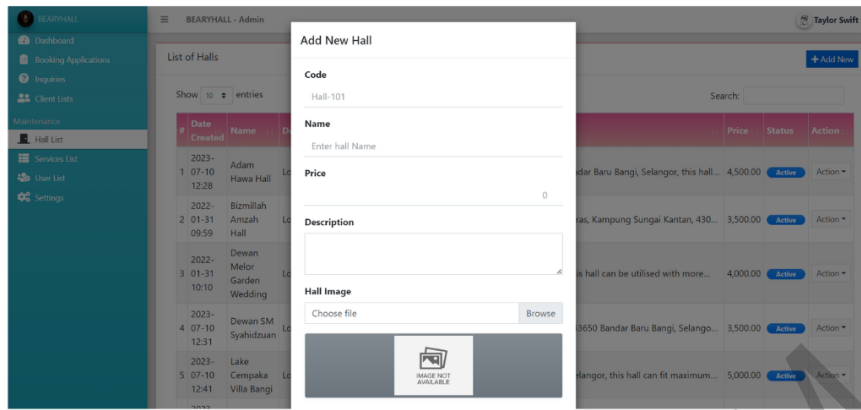 BEARYHALL
BEARYHALL - Admin
Taylor Swift
Dashboard
Booking Applications
Inquiries
Client Lists
Maintenance
Hall List
Services List
User List
Settings
List of Halls
+ Add New
Show 10 entries
Search:
# Date Created Name Price Status Action
1 2023-07-10 12:28 Adam Hawa Hall dar Baru Bangi, Selangor, this hall... 4,500.00 Active Action
2 2022-01-31 09:59 Bizmillah Amzah Hall ras, Kampung Sungai Kantan, 430... 3,500.00 Active Action
3 2022-01-31 10:10 Dewan Melor Garden Wedding is hall can be utilised with more... 4,000.00 Active Action
4 2023-07-10 12:31 Dewan SM Syahidzuan 3650 Bandar Baru Bangi, Selango... 3,500.00 Active Action
5 2023-07-10 12:41 Lake Cempaka Villa Bangi elangor, this hall can fit maximum... 5,000.00 Active Action
Add New Hall
Code
Hall-101
Name
Enter hall Name
Price
0
Description
Hall Image
Choose file Browse
IMAGE NOT
AVAILABLE